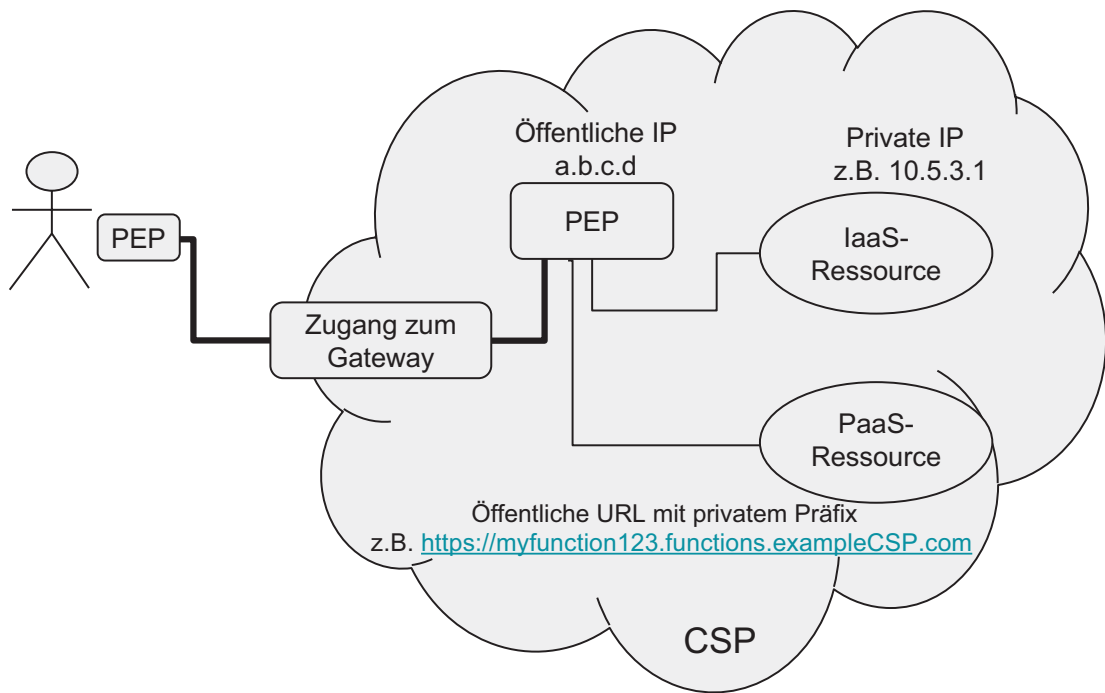 Öffentliche IP
a.b.c.d
Private IP
z.B. 10.5.3.1
PEP
PEP
IaaS-
Ressource
Zugang zum
Gateway
PaaS-
Ressource
Öffentliche URL mit privatem Präfix
z.B. https://myfunction123.functions.exampleCSP.com
CSP